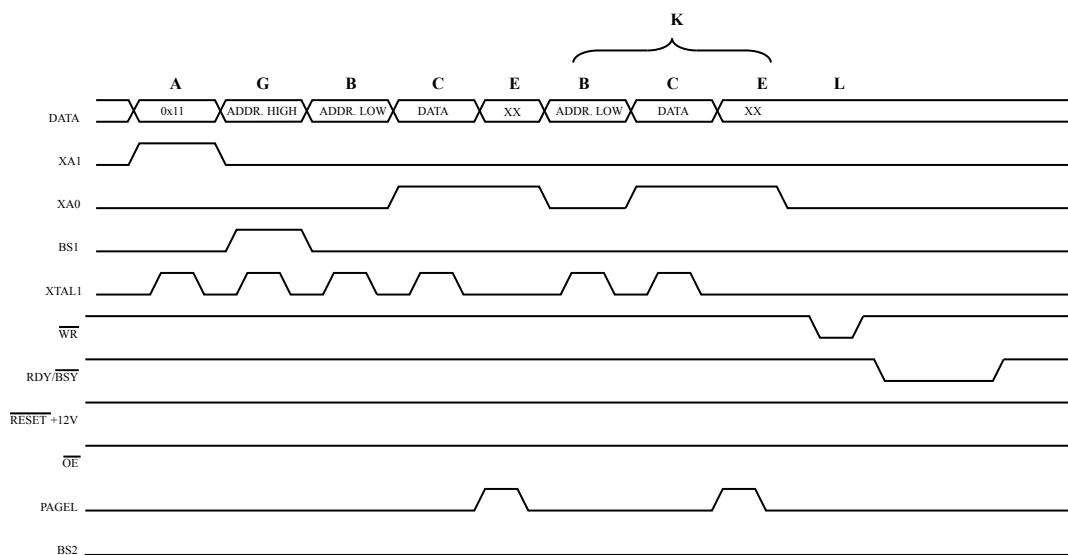 K
A G B C E B C E L
DATA 0x11 ADDR. HIGH ADDR. LOW DATA XX ADDR. LOW DATA XX
XA1
XA0
BS1
XTAL1
WR
RDY/BSY
RESET +12V
OE
PAGEL
BS2